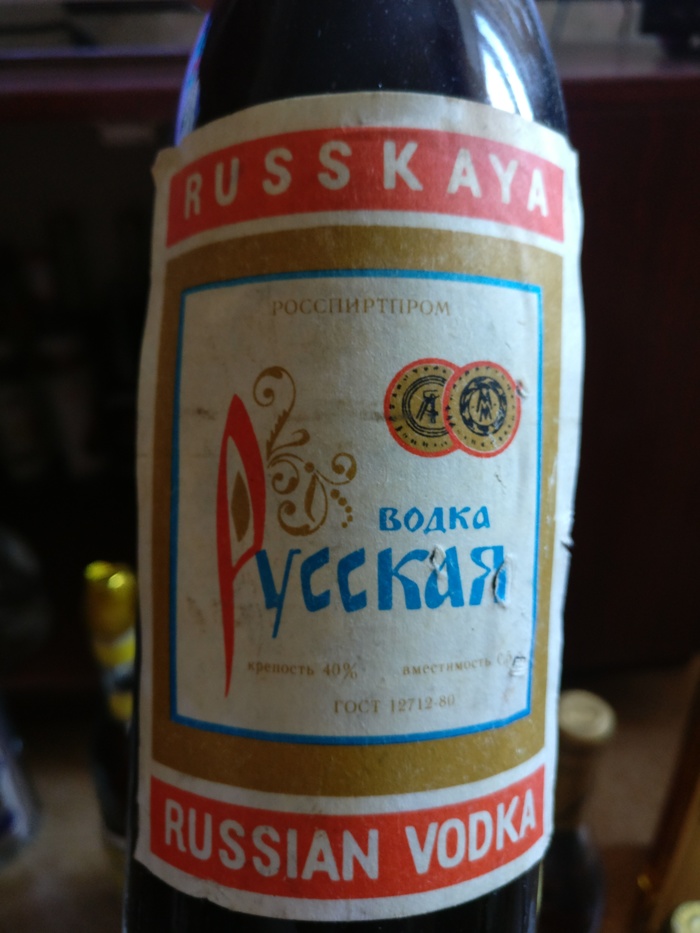 RUSSKAYA
РОССПИРТПРОМ
ВОДКА
Русская
крепость 40% вместимость
ГОСТ 12712-80
RUSSIAN VODKA